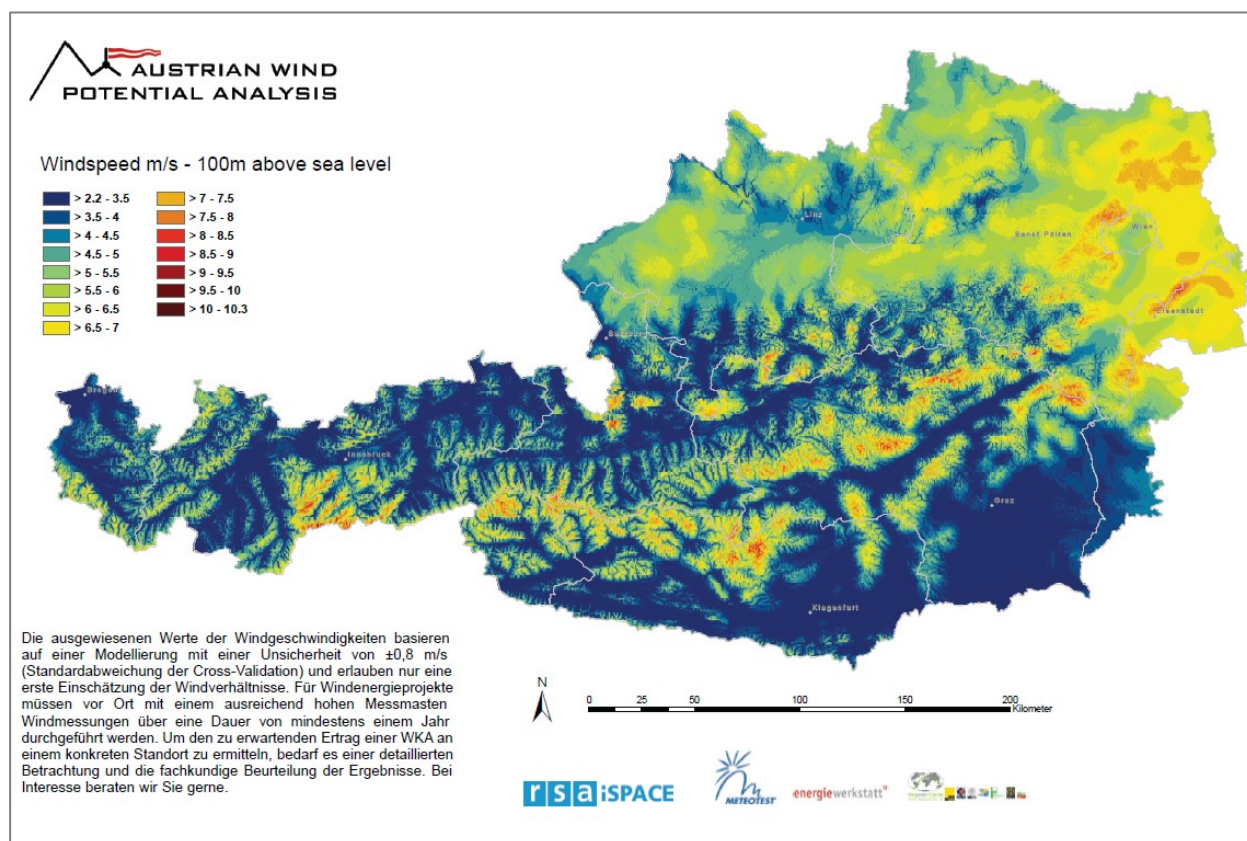 AUSTRIAN WIND
POTENTIAL ANALYSIS
Windspeed m/s - 100m above sea level
> 2.2 - 3.5
> 3.5 - 4
> 4 - 4.5
> 4.5 - 5
> 5 - 5.5
> 5.5 - 6
> 6 - 6.5
> 6.5 - 7
> 7 - 7.5
> 7.5 - 8
> 8 - 8.5
> 8.5 - 9
> 9 - 9.5
> 9.5 - 10
> 10 - 10.3
Linz
Sankt Pölten
Wien
Eisenstadt
Salzburg
Bregenz
Innsbruck
Graz
Klagenfurt
Die ausgewiesenen Werte der Windgeschwindigkeiten basieren
auf einer Modellierung mit einer Unsicherheit von ±0,8 m/s
(Standardabweichung der Cross-Validation) und erlauben nur eine
erste Einschätzung der Windverhältnisse. Für Windenergieprojekte
müssen vor Ort mit einem ausreichend hohen Messmasten
Windmessungen über eine Dauer von mindestens einem Jahr
durchgeführt werden. Um den zu erwartenden Ertrag einer WKA an
einem konkreten Standort zu ermitteln, bedarf es einer detaillierten
Betrachtung und die fachkundige Beurteilung der Ergebnisse. Bei
Interesse beraten wir Sie gerne.
N
0 25 50 100 150 200
Kilometer
rsa iSPACE
METEOTEST
energiewerkstatt°